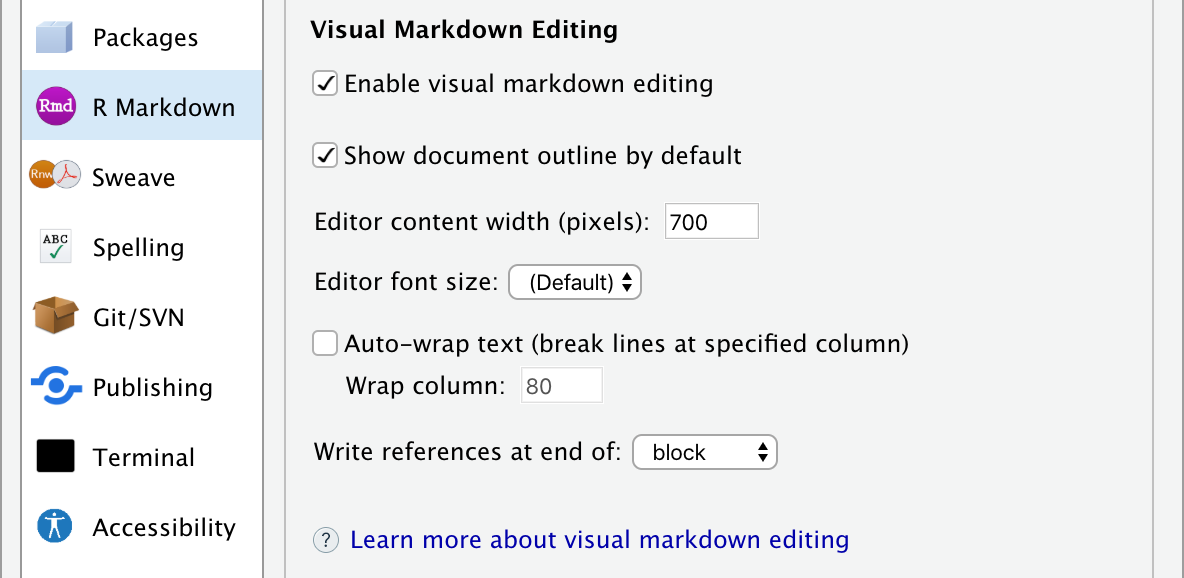 Packages
Rmd R Markdown
Rnw Sweave
ABC Spelling
Git/SVN
Publishing
Terminal
Accessibility
Visual Markdown Editing
Enable visual markdown editing
Show document outline by default
Editor content width (pixels): 700
Editor font size: (Default)
Auto-wrap text (break lines at specified column)
Wrap column: 80
Write references at end of: block
? Learn more about visual markdown editing